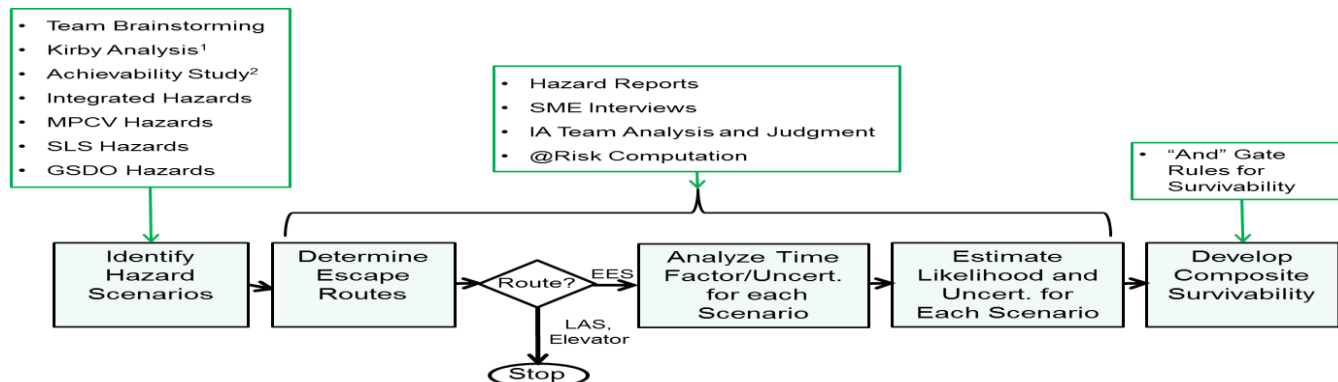 • Team Brainstorming
• Kirby Analysis¹
• Achievability Study²
• Integrated Hazards
• MPCV Hazards
• SLS Hazards
• GSDO Hazards
• Hazard Reports
• SME Interviews
• IA Team Analysis and Judgment
• @Risk Computation
• “And” Gate
Rules for
Survivability
Identify
Hazard
Scenarios
Determine
Escape
Routes
Route?
EES
LAS,
Elevator
Stop
Analyze Time
Factor/Uncert.
for each
Scenario
Estimate
Likelihood and
Uncert. for
Each Scenario
Develop
Composite
Survivability